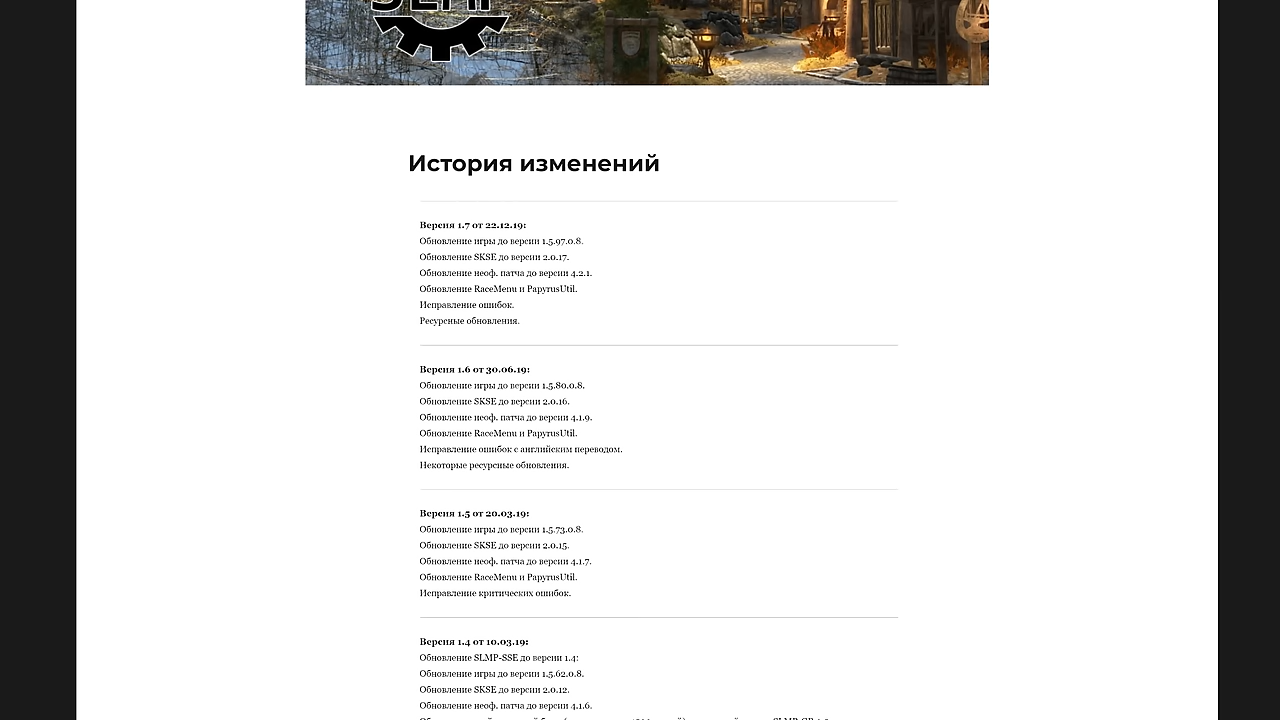 История изменений
Версия 1.7 от 22.12.19:
Обновление игры до версии 1.5.97.0.8.
Обновление SKSE до версии 2.0.17.
Обновление неоф. патча до версии 4.2.1.
Обновление RaceMenu и PapyrusUtil.
Исправление ошибок.
Ресурсные обновления.
Версия 1.6 от 30.06.19:
Обновление игры до версии 1.5.80.0.8.
Обновление SKSE до версии 2.0.16.
Обновление неоф. патча до версии 4.1.9.
Обновление RaceMenu и PapyrusUtil.
Исправление ошибок с английским переводом.
Некоторые ресурсные обновления.
Версия 1.5 от 20.03.19:
Обновление игры до версии 1.5.73.0.8.
Обновление SKSE до версии 2.0.15.
Обновление неоф. патча до версии 4.1.7.
Обновление RaceMenu и PapyrusUtil.
Исправление критических ошибок.
Версия 1.4 от 10.03.19:
Обновление SLMP-SSE до версии 1.4:
Обновление игры до версии 1.5.62.0.8.
Обновление SKSE до версии 2.0.12.
Обновление неоф. патча до версии 4.1.6.